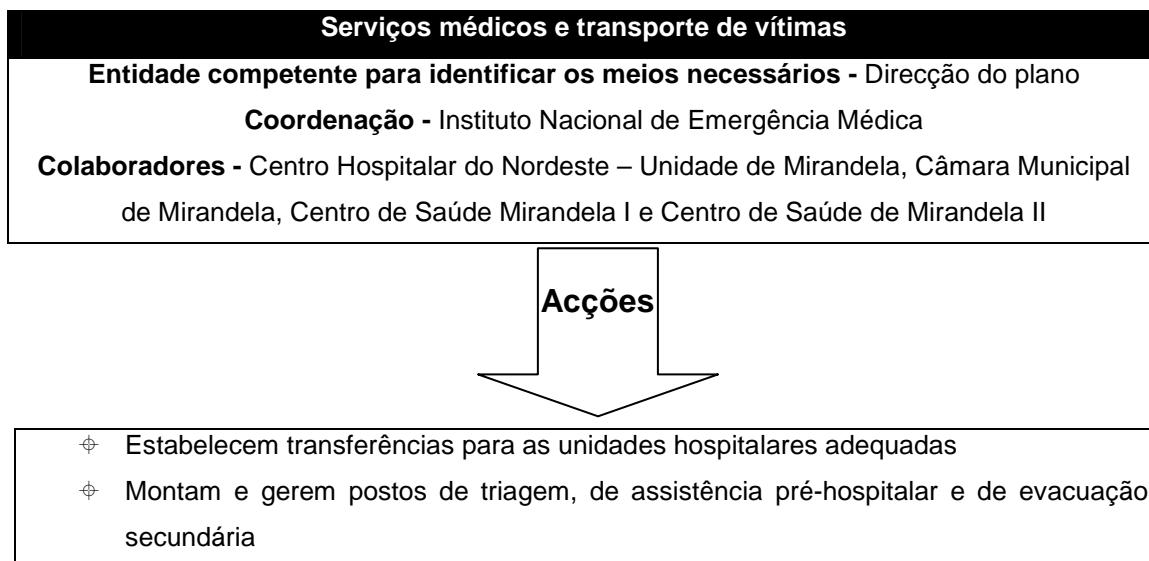 Serviços médicos e transporte de vítimas
Entidade competente para identificar os meios necessários - Direcção do plano
Coordenação - Instituto Nacional de Emergência Médica
Colaboradores - Centro Hospitalar do Nordeste – Unidade de Mirandela, Câmara Municipal
de Mirandela, Centro de Saúde Mirandela I e Centro de Saúde de Mirandela II
Acções
Estabelecem transferências para as unidades hospitalares adequadas
Montam e gerem postos de triagem, de assistência pré-hospitalar e de evacuação
secundária